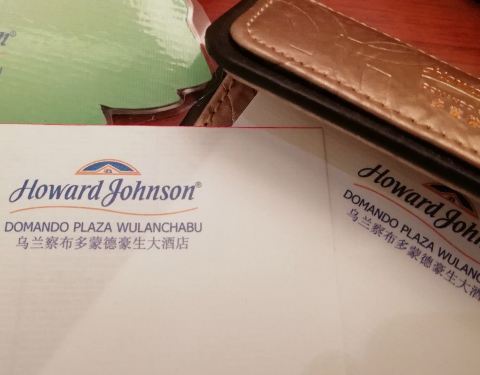 Howard Johnson®
DOMANDO PLAZA WULANCHABU
乌兰察布多蒙德豪生大酒店
Howard John
DOMANDO PLAZA WULANC
乌兰察布多蒙德豪生大酒